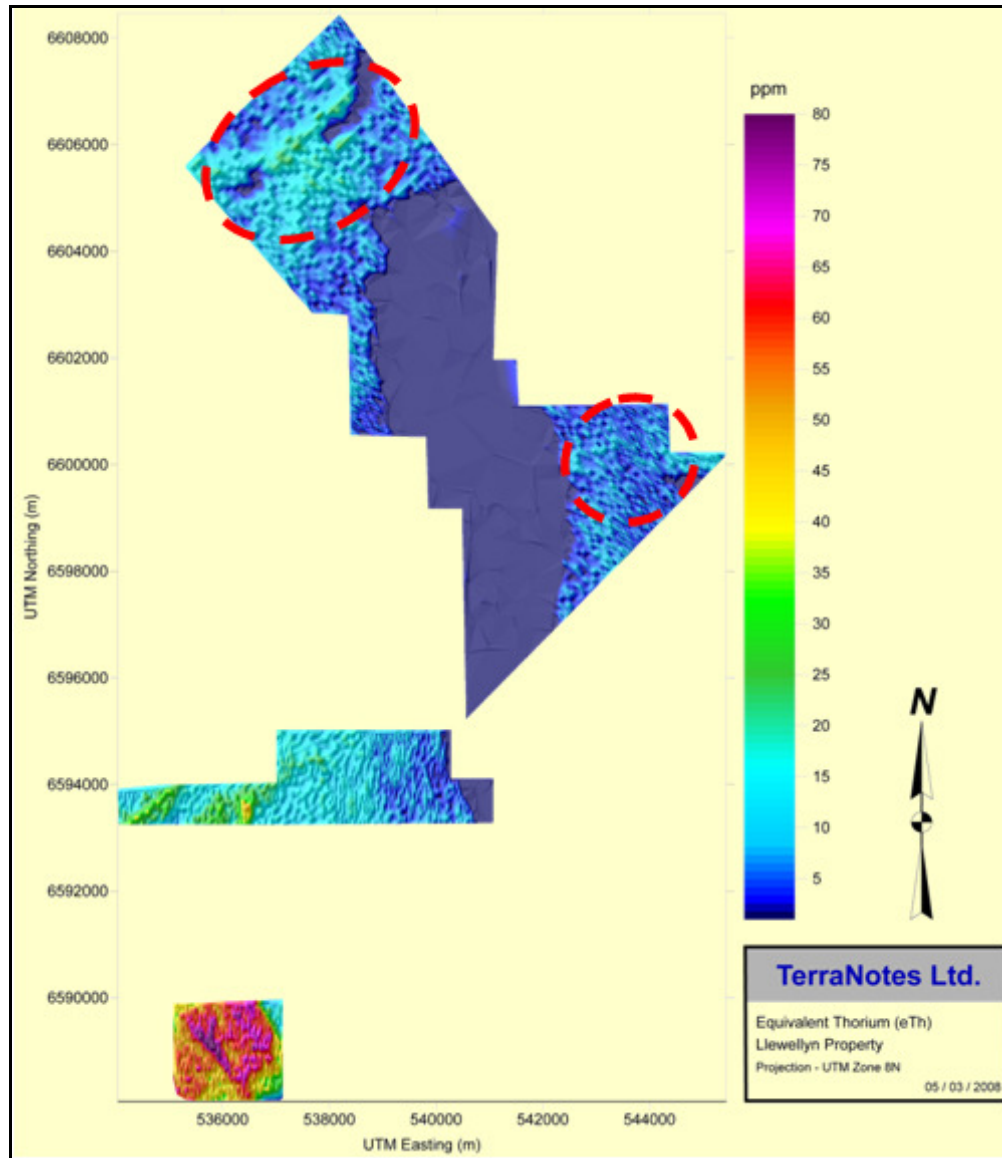 6608000
6606000
6604000
6602000
6600000
6598000
6596000
6594000
6592000
6590000
UTM Northing (m)
536000 538000 540000 542000 544000
UTM Easting (m)
ppm
80
75
70
65
60
55
50
45
40
35
30
25
20
15
10
5
N
TerraNotes Ltd.
Equivalent Thorium (eTh)
Llewellyn Property
Projection - UTM Zone 8N
05 / 03 / 2008